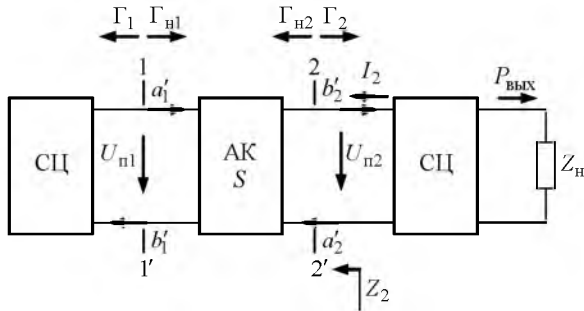 Γ₁ Γн1 Γн2 Γ₂
1 a′₁ 2 b′₂ I₂ Pвых
СЦ Uп1 АК S Uп2 СЦ Zн
b′₁ a′₂
1′ 2′ Z₂